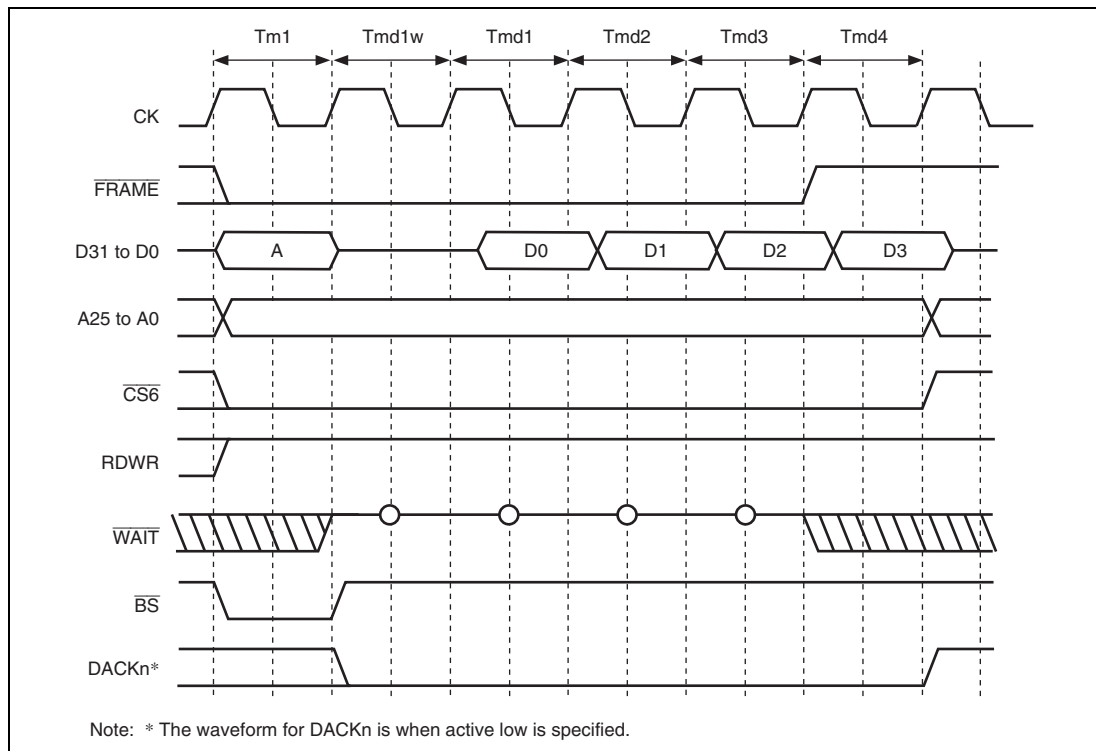 Tm1 Tmd1w Tmd1 Tmd2 Tmd3 Tmd4
CK
FRAME
D31 to D0 A D0 D1 D2 D3
A25 to A0
CS6
RDWR
WAIT
BS
DACKn*
Note: * The waveform for DACKn is when active low is specified.